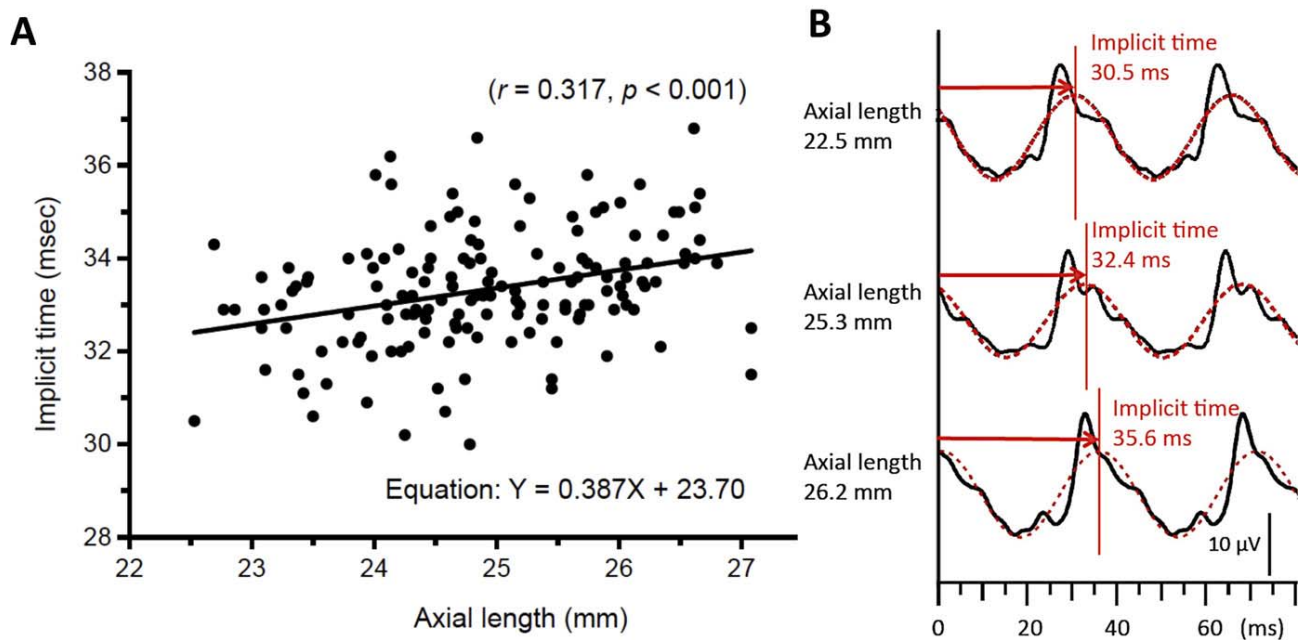 A
38
36
34
32
30
28
22
23
24
25
26
27
Implicit time (msec)
Axial length (mm)
(r = 0.317, p < 0.001)
Equation: Y = 0.387X + 23.70
B
Implicit time
30.5 ms
Axial length
22.5 mm
Implicit time
32.4 ms
Axial length
25.3 mm
Implicit time
35.6 ms
Axial length
26.2 mm
10 µV
0 20 40 60 (ms)